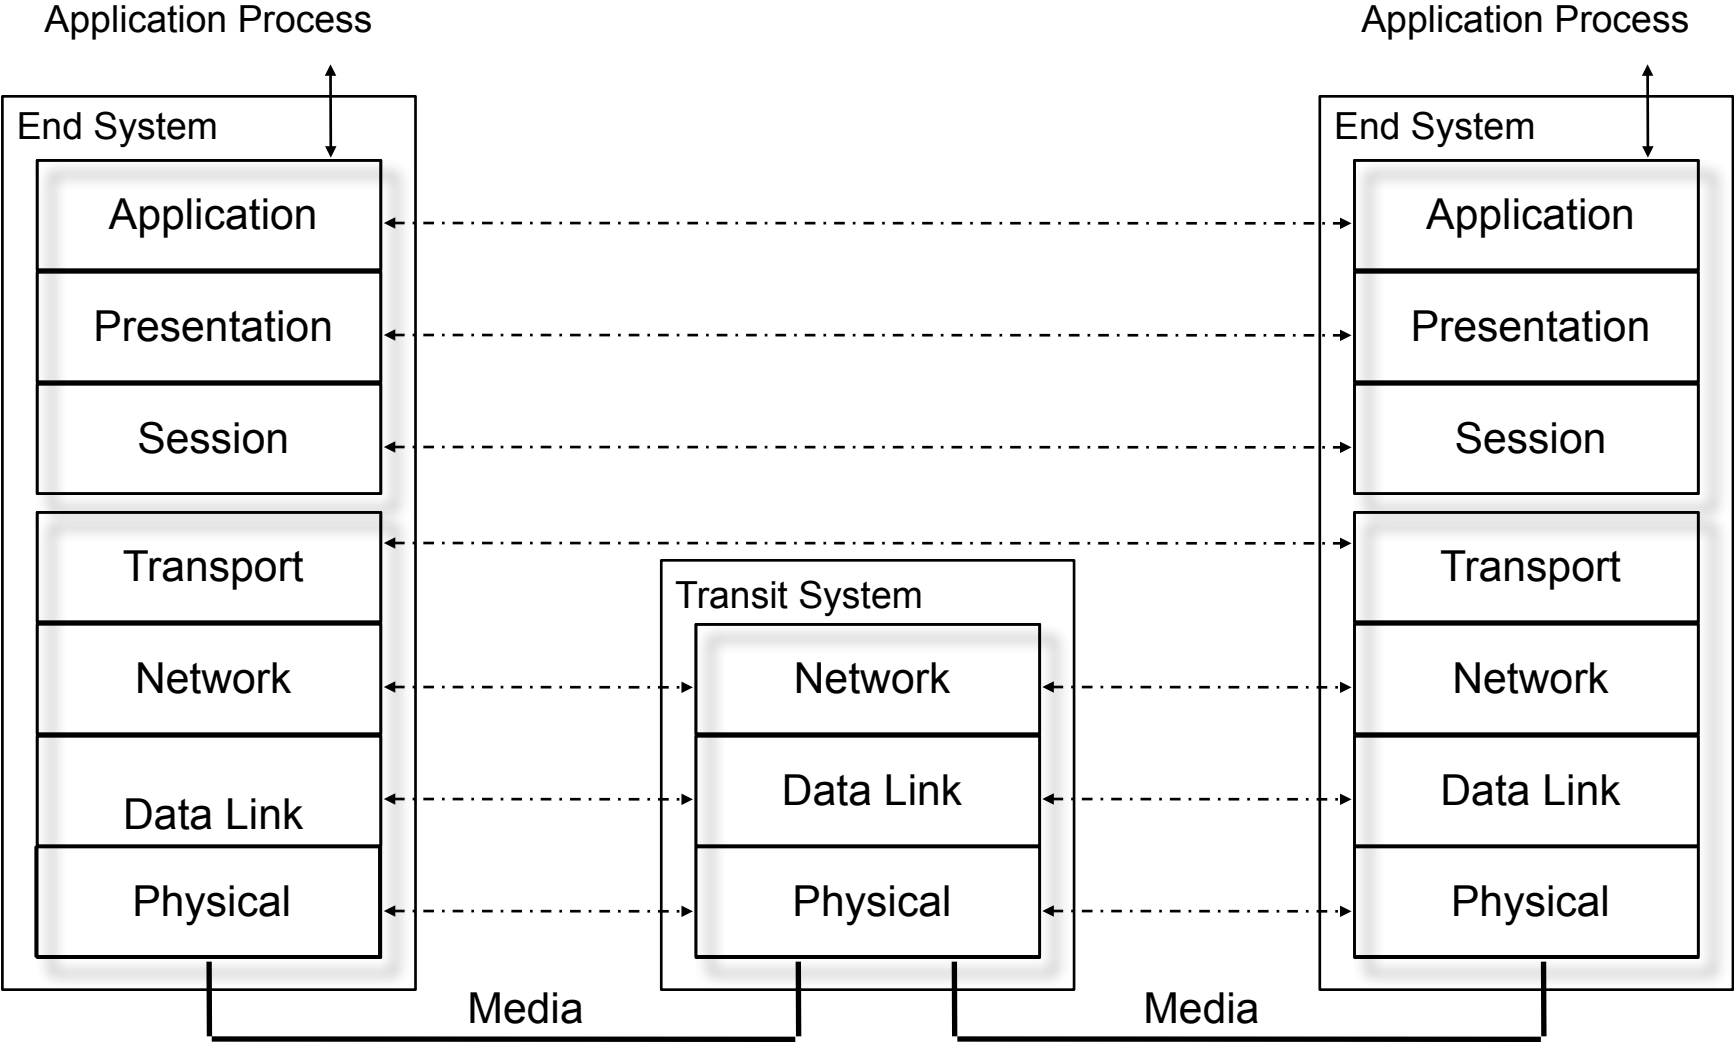 Application Process
Application Process
End System
End System
Application
Application
Presentation
Presentation
Session
Session
Transport
Transport
Transit System
Network
Network
Network
Data Link
Data Link
Data Link
Physical
Physical
Physical
Media
Media